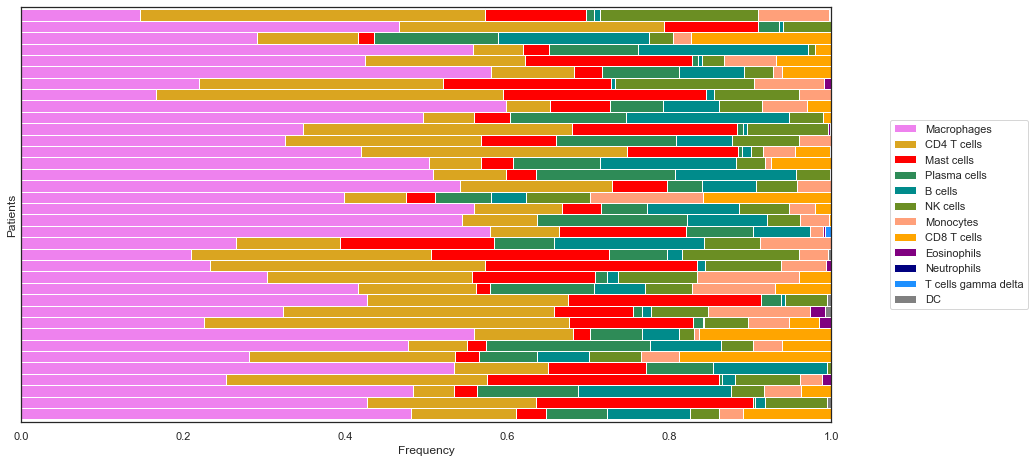 Patients
0.0
0.2
0.4
0.6
0.8
1.0
Frequency
Macrophages
CD4 T cells
Mast cells
Plasma cells
B cells
NK cells
Monocytes
CD8 T cells
Eosinophils
Neutrophils
T cells gamma delta
DC